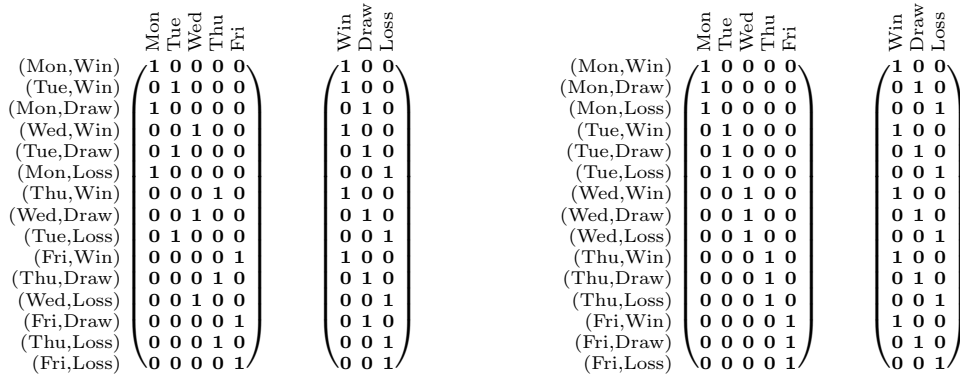 Mon Tue Wed Thu Fri Win Draw Loss Mon Tue Wed Thu Fri Win Draw Loss
(Mon,Win) 1 0 0 0 0 1 0 0 (Mon,Win) 1 0 0 0 0 1 0 0
(Tue,Win) 0 1 0 0 0 1 0 0 (Mon,Draw) 1 0 0 0 0 0 1 0
(Mon,Draw) 1 0 0 0 0 0 1 0 (Mon,Loss) 1 0 0 0 0 0 0 1
(Wed,Win) 0 0 1 0 0 1 0 0 (Tue,Win) 0 1 0 0 0 1 0 0
(Tue,Draw) 0 1 0 0 0 0 1 0 (Tue,Draw) 0 1 0 0 0 0 1 0
(Mon,Loss) 1 0 0 0 0 0 0 1 (Tue,Loss) 0 1 0 0 0 0 0 1
(Thu,Win) 0 0 0 1 0 1 0 0 (Wed,Win) 0 0 1 0 0 1 0 0
(Wed,Draw) 0 0 1 0 0 0 1 0 (Wed,Draw) 0 0 1 0 0 0 1 0
(Tue,Loss) 0 1 0 0 0 0 0 1 (Wed,Loss) 0 0 1 0 0 0 0 1
(Fri,Win) 0 0 0 0 1 1 0 0 (Thu,Win) 0 0 0 1 0 1 0 0
(Thu,Draw) 0 0 0 1 0 0 1 0 (Thu,Draw) 0 0 0 1 0 0 1 0
(Wed,Loss) 0 0 1 0 0 0 0 1 (Thu,Loss) 0 0 0 1 0 0 0 1
(Fri,Draw) 0 0 0 0 1 0 1 0 (Fri,Win) 0 0 0 0 1 1 0 0
(Thu,Loss) 0 0 0 1 0 0 0 1 (Fri,Draw) 0 0 0 0 1 0 1 0
(Fri,Loss) 0 0 0 0 1 0 0 1 (Fri,Loss) 0 0 0 0 1 0 0 1